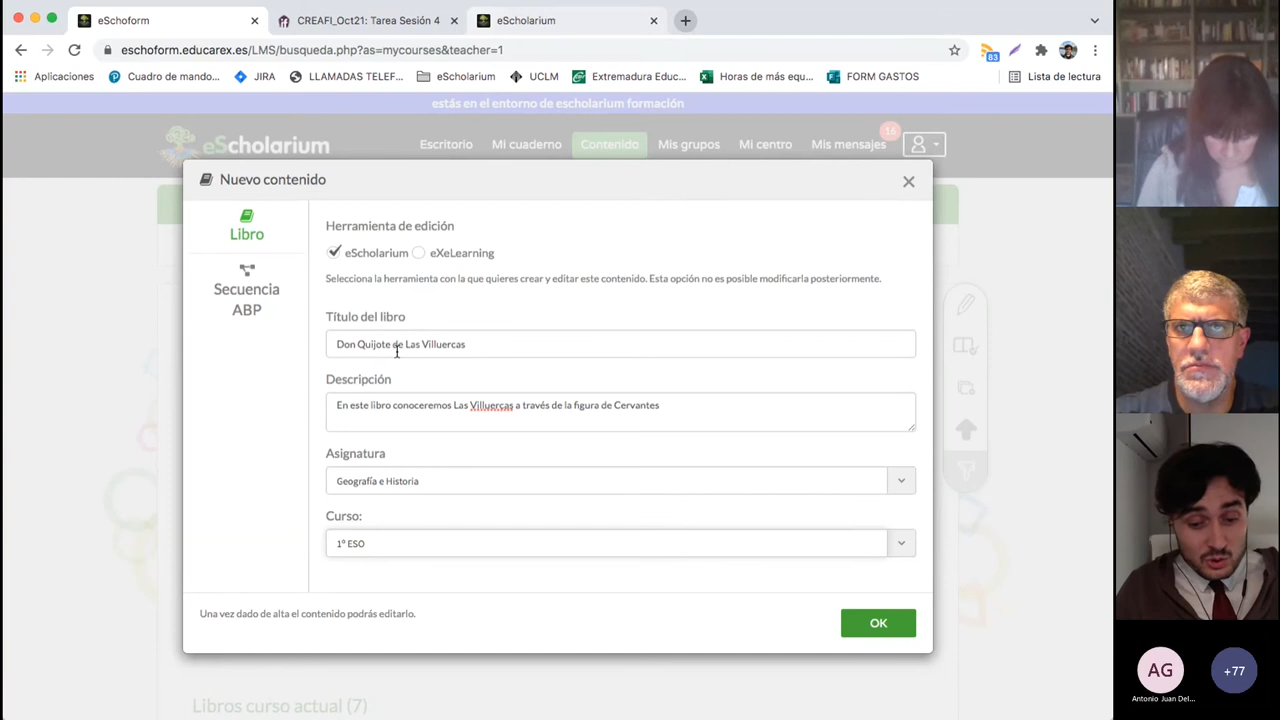 eSchoform
CREAFI_Oct21: Tarea Sesión 4
eScholarium
eschoform.educarex.es/LMS/busqueda.php?as=mycourses&teacher=1
83
Aplicaciones
Cuadro de mando...
JIRA
LLAMADAS TELEF...
eScholarium
UCLM
Extremadura Educ...
Horas de más equ...
FORM GASTOS
Lista de lectura
estás en el entorno de escholarium formación
eScholarium
Escritorio
Mi cuaderno
Contenido
Mis grupos
Mi centro
Mis mensajes
16
Nuevo contenido
Libro
Secuencia
ABP
Herramienta de edición
eScholarium
eXeLearning
Selecciona la herramienta con la que quieres crear y editar este contenido. Esta opción no es posible modificarla posteriormente.
Título del libro
Don Quijote de Las Villuercas
Descripción
En este libro conoceremos Las Villuercas a través de la figura de Cervantes
Asignatura
Geografía e Historia
Curso:
1º ESO
Una vez dado de alta el contenido podrás editarlo.
OK
Libros curso actual (7)
AG
Antonio Juan Del...
+77